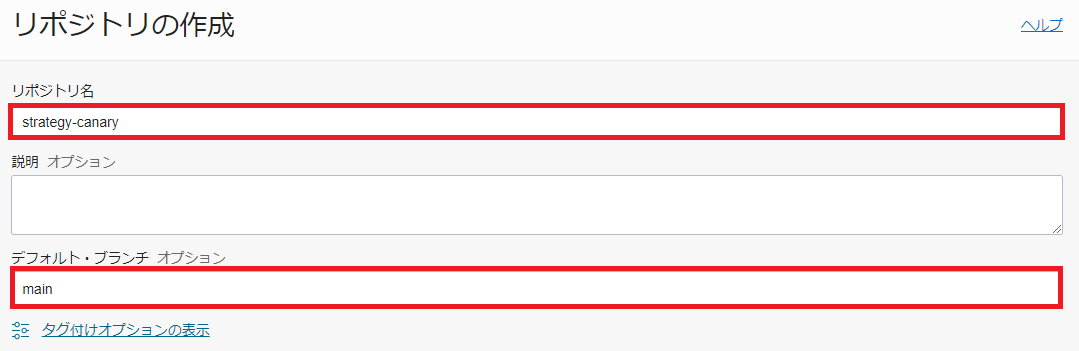 リポジトリの作成
ヘルプ
リポジトリ名
strategy-canary
説明 オプション
デフォルト・ブランチ オプション
main
タグ付けオプションの表示